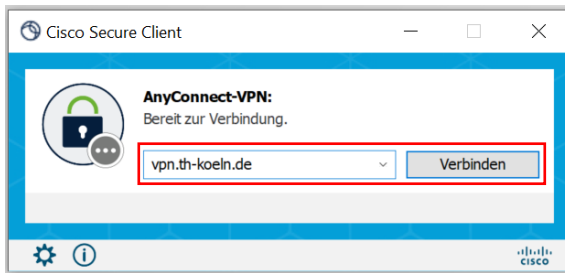 Cisco Secure Client
AnyConnect-VPN:
Bereit zur Verbindung.
vpn.th-koeln.de
Verbinden
cisco